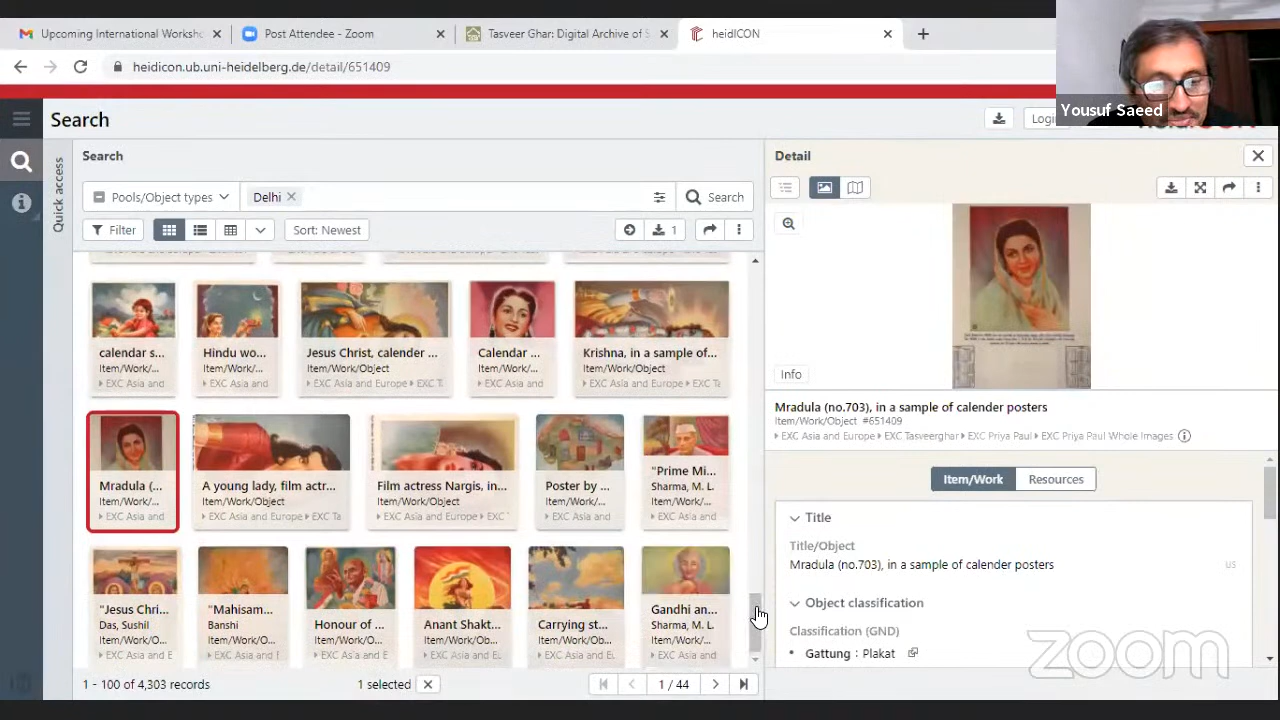 Upcoming International Worksh
Post Attendee - Zoom
Tasveer Ghar: Digital Archive of S
heidICON
heidicon.ub.uni-heidelberg.de/detail/651409
Yousuf Saeed
Search
Logi
Quick access
Search
Detail
Pools/Object types
Delhi
Search
Filter
Sort: Newest
1
calendar s...
Item/Work/...
EXC Asia and
Hindu wo...
Item/Work/...
EXC Asia and
Jesus Christ, calender ...
Item/Work/Object
EXC Asia and Europe EXC T
Calendar ...
Item/Work/...
EXC Asia and
Krishna, in a sample of...
Item/Work/Object
EXC Asia and Europe EXC Ta
Mradula (...
Item/Work/...
EXC Asia and
A young lady, film actr...
Item/Work/Object
EXC Asia and Europe EXC Ta
Film actress Nargis, in...
Item/Work/Object
EXC Asia and Europe EXC
Poster by ...
Item/Work/...
EXC Asia and
"Prime Mi...
Sharma, M. L.
Item/Work/...
EXC Asia and
"Jesus Chri...
Das, Sushil
Item/Work/O...
EXC Asia and E
"Mahisam...
Banshi
Item/Work/O...
EXC Asia and
Honour of ...
Item/Work/O...
EXC Asia and E
Anant Shakt...
Item/Work/Ob...
EXC Asia and Eu
Carrying st...
Item/Work/Ob...
EXC Asia and Eu
Gandhi an...
Sharma, M. L.
Item/Work/...
EXC Asia and
1 - 100 of 4,303 records
1 selected
1 / 44
Info
Mradula (no.703), in a sample of calender posters
Item/Work/Object #651409
EXC Asia and Europe EXC Tasveerghar EXC Priya Paul EXC Priya Paul Whole Images
Item/Work
Resources
Title
Title/Object
Mradula (no.703), in a sample of calender posters
us
Object classification
Classification (GND)
• Gattung : Plakat
zoom